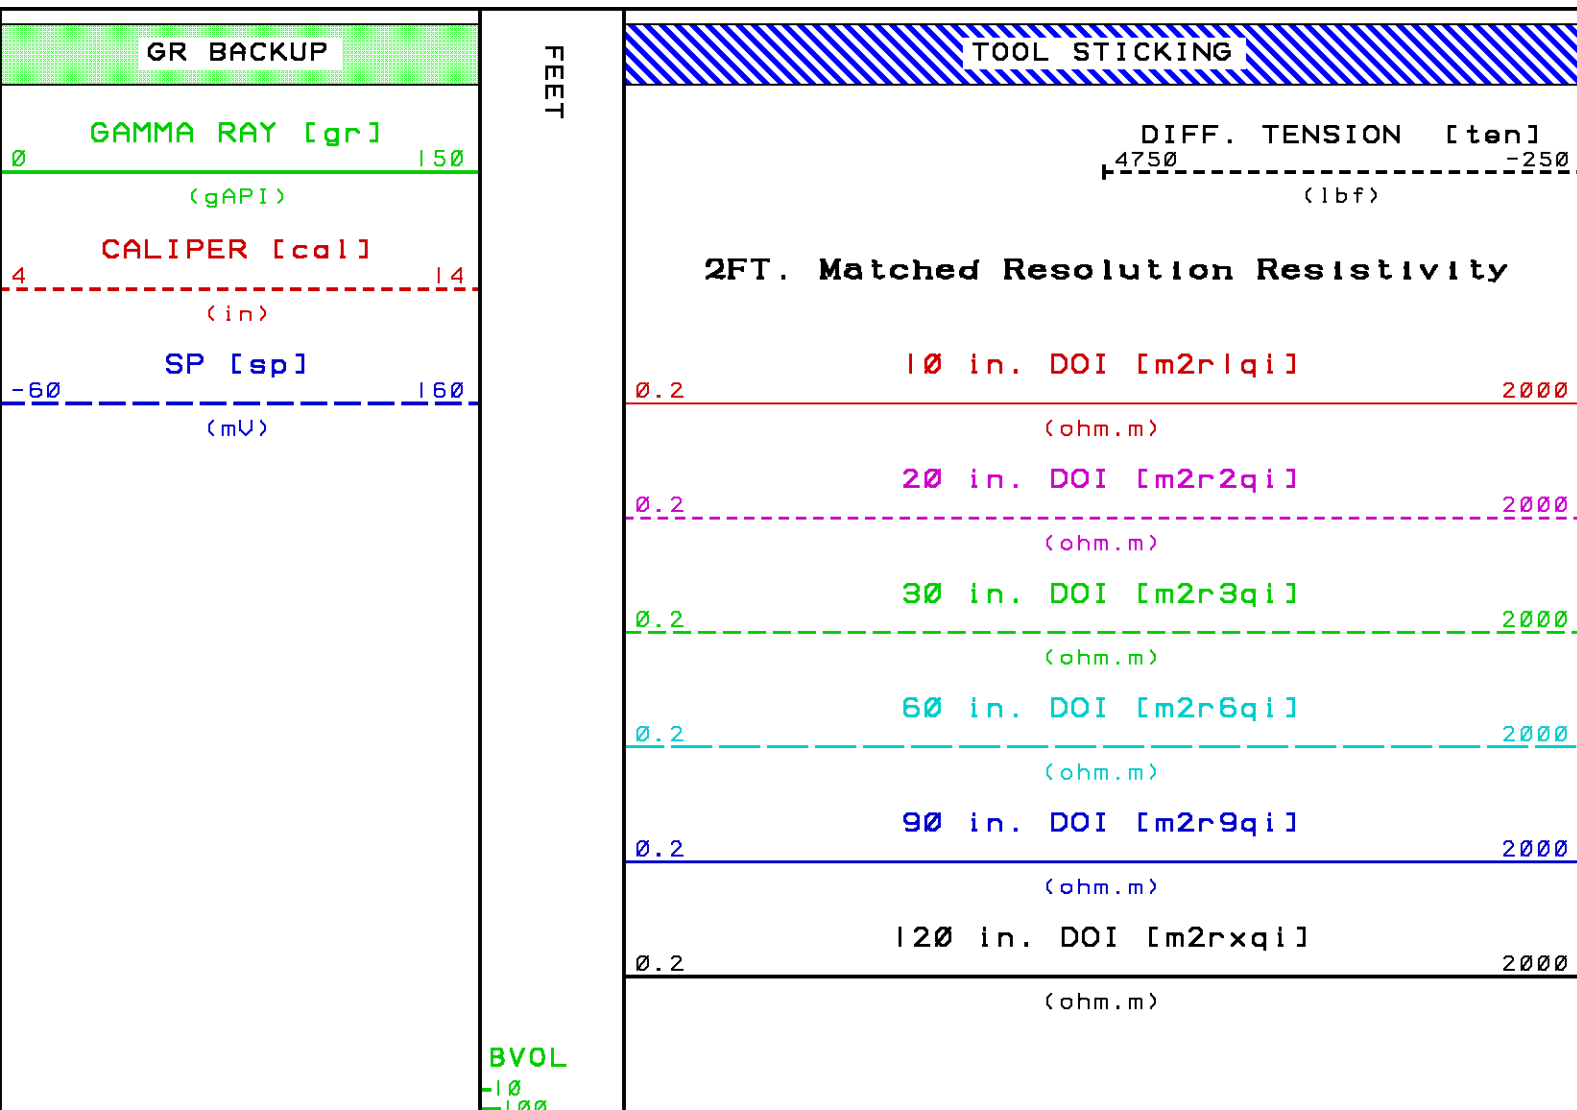 GR BACKUP
GAMMA RAY [gr]
0 150
(gAPI)
CALIPER [cal]
4 14
(in)
SP [sp]
-60 160
(mV)
FEET
BVOL
10
100
TOOL STICKING
DIFF. TENSION [ten]
4750 -250
(lbf)
2FT. Matched Resolution Resistivity
10 in. DOI [m2r1qi]
0.2 2000
(ohm.m)
20 in. DOI [m2r2qi]
0.2 2000
(ohm.m)
30 in. DOI [m2r3qi]
0.2 2000
(ohm.m)
60 in. DOI [m2r6qi]
0.2 2000
(ohm.m)
90 in. DOI [m2r9qi]
0.2 2000
(ohm.m)
120 in. DOI [m2rxqi]
0.2 2000
(ohm.m)